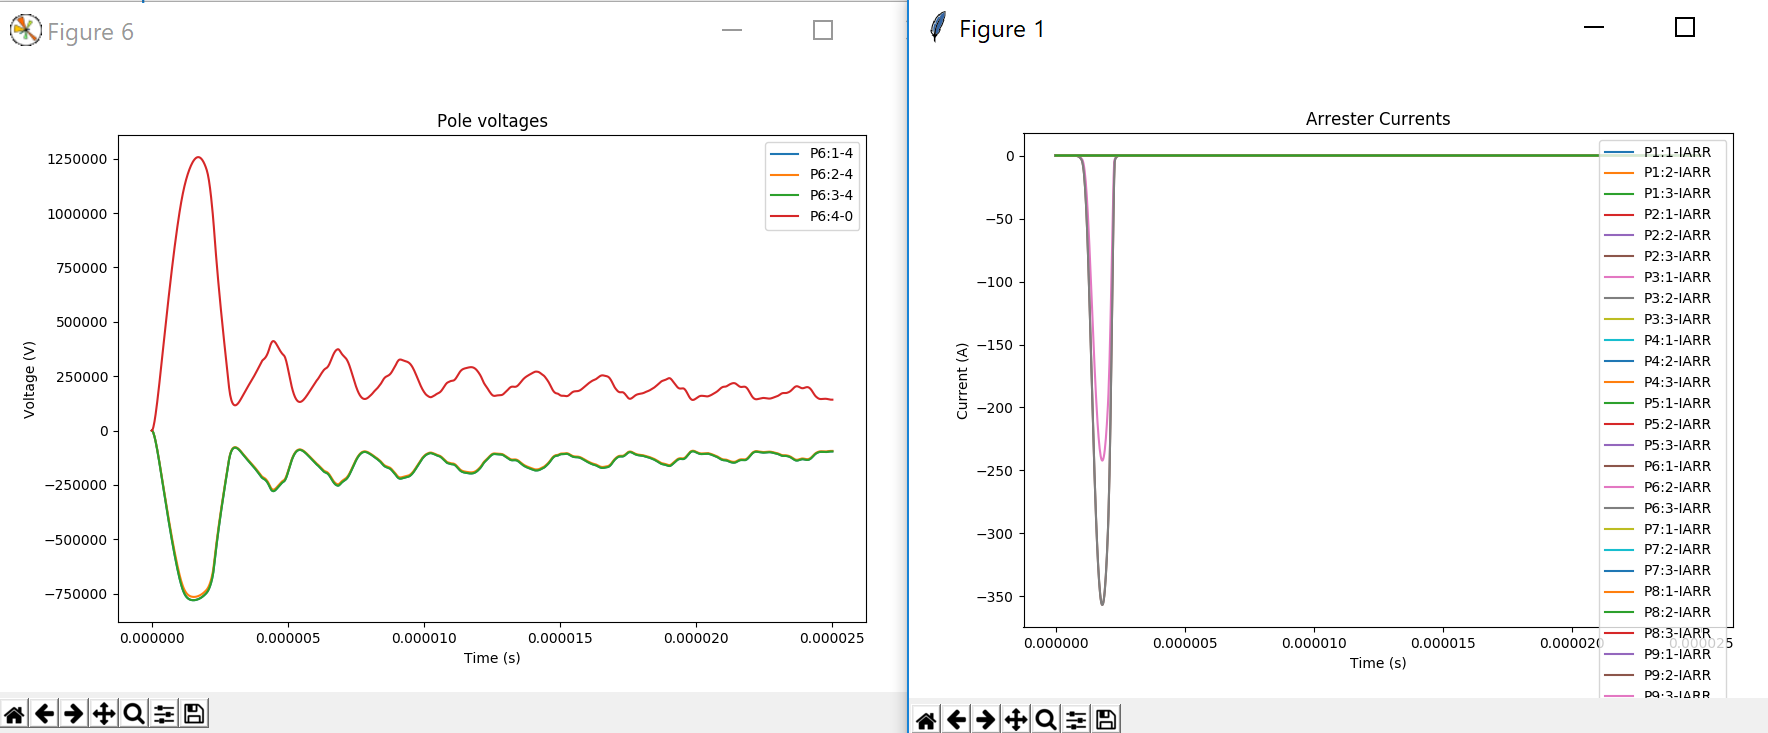 Figure 6
Pole voltages
Voltage (V)
1250000
1000000
750000
500000
250000
0
−250000
−500000
−750000
P6:1-4
P6:2-4
P6:3-4
P6:4-0
0.000000 0.000005 0.000010 0.000015 0.000020 0.000025
Time (s)
Figure 1
Arrester Currents
Current (A)
0
−50
−100
−150
−200
−250
−300
−350
P1:1-IARR
P1:2-IARR
P1:3-IARR
P2:1-IARR
P2:2-IARR
P2:3-IARR
P3:1-IARR
P3:2-IARR
P3:3-IARR
P4:1-IARR
P4:2-IARR
P4:3-IARR
P5:1-IARR
P5:2-IARR
P5:3-IARR
P6:1-IARR
P6:2-IARR
P6:3-IARR
P7:1-IARR
P7:2-IARR
P7:3-IARR
P8:1-IARR
P8:2-IARR
P8:3-IARR
P9:1-IARR
P9:2-IARR
P9:3-IARR
0.000000 0.000005 0.000010 0.000015 0.000020 0.000025
Time (s)